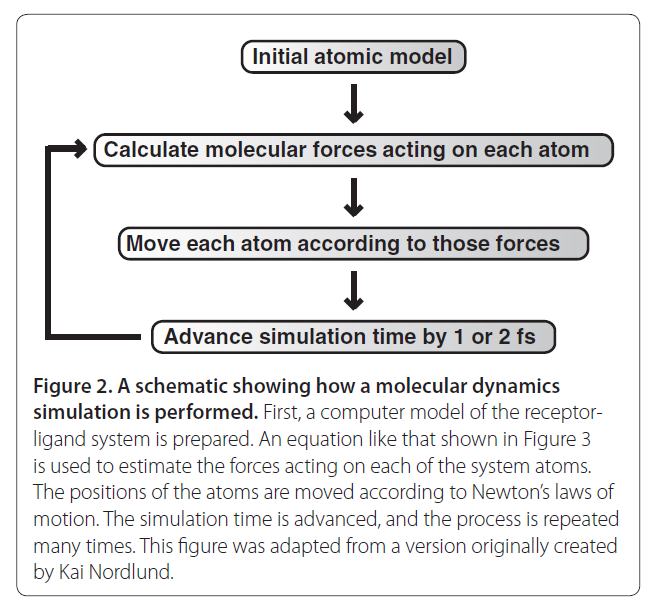 Initial atomic model
Calculate molecular forces acting on each atom
Move each atom according to those forces
Advance simulation time by 1 or 2 fs
Figure 2. A schematic showing how a molecular dynamics
simulation is performed. First, a computer model of the receptor-
ligand system is prepared. An equation like that shown in Figure 3
is used to estimate the forces acting on each of the system atoms.
The positions of the atoms are moved according to Newton’s laws of
motion. The simulation time is advanced, and the process is repeated
many times. This figure was adapted from a version originally created
by Kai Nordlund.